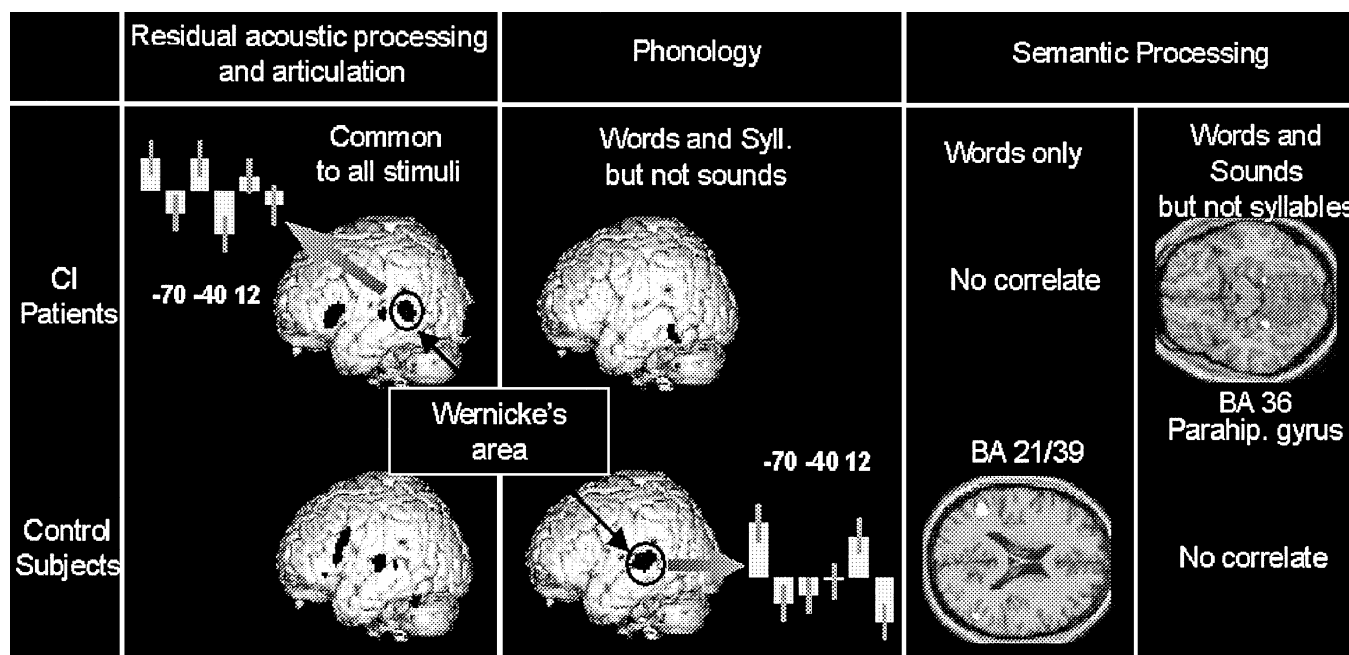 Residual acoustic processing
and articulation
Phonology
Semantic Processing
CI
Patients
Common
to all stimuli
-70 -40 12
Words and Syll.
but not sounds
Words only
No correlate
Words and
Sounds
but not syllables
BA 36
Parahip. gyrus
Wernicke's
area
Control
Subjects
-70 -40 12
BA 21/39
No correlate